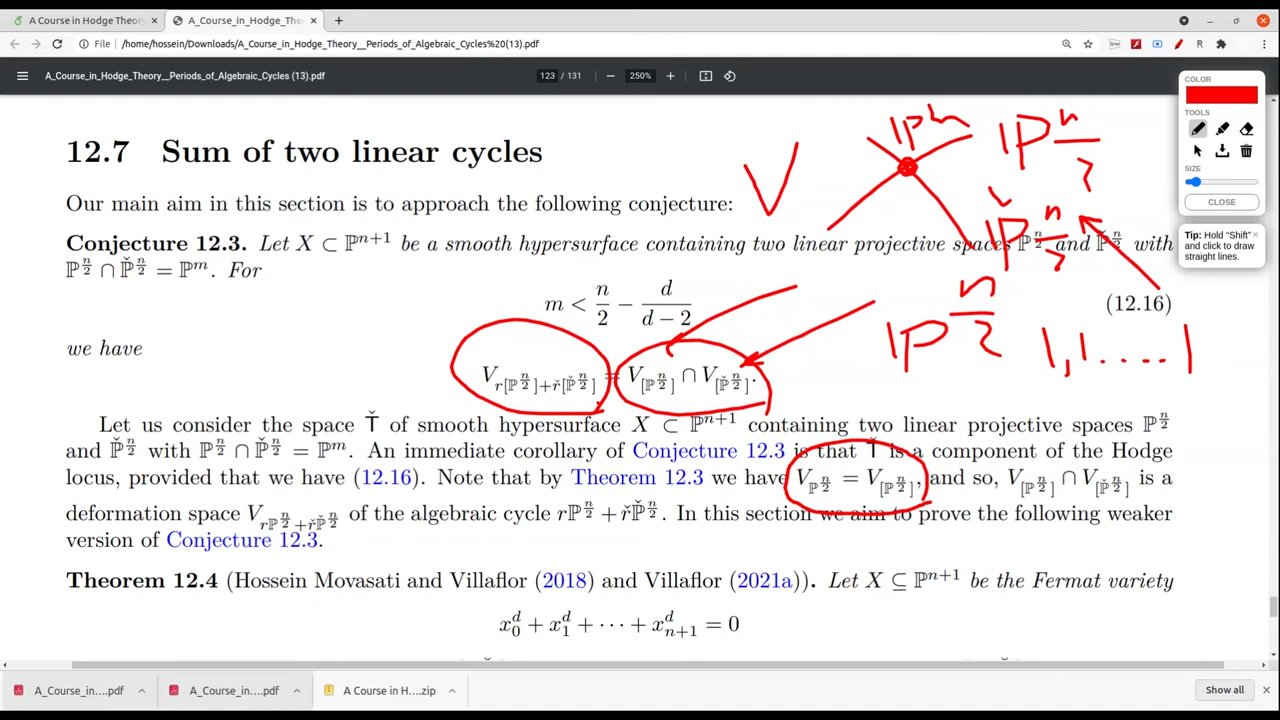 A Course in Hodge Theory
A_Course_in_Hodge_The
File /home/hossein/Downloads/A_Course_in_Hodge_Theory__Periods_of_Algebraic_Cycles%20(13).pdf
A_Course_in_Hodge_Theory__Periods_of_Algebraic_Cycles (13).pdf 123 / 131 250%
COLOR
TOOLS
SIZE
CLOSE
Tip: Hold "Shift" and click to draw straight lines.
12.7 Sum of two linear cycles
V ℙ^m ℙ^{n/2}
ℙ̌^{n/2}
ℙ^{n/2} 1, 1 .... 1
Our main aim in this section is to approach the following conjecture:
Conjecture 12.3. Let X ⊂ ℙ^{n+1} be a smooth hypersurface containing two linear projective spaces ℙ^{n/2} and ℙ̌^{n/2} with
ℙ^{n/2} ∩ ℙ̌^{n/2} = ℙ^m. For
m < n/2 − d/(d − 2) (12.16)
we have
V_{r[ℙ^{n/2}]+ř[ℙ̌^{n/2}]} = V_{[ℙ^{n/2}]} ∩ V_{[ℙ̌^{n/2}]}.
Let us consider the space Ť of smooth hypersurface X ⊂ ℙ^{n+1} containing two linear projective spaces ℙ^{n/2}
and ℙ̌^{n/2} with ℙ^{n/2} ∩ ℙ̌^{n/2} = ℙ^m. An immediate corollary of Conjecture 12.3 is that Ť is a component of the Hodge
locus, provided that we have (12.16). Note that by Theorem 12.3 we have V_{ℙ^{n/2}} = V_{[ℙ^{n/2}]}, and so, V_{[ℙ^{n/2}]} ∩ V_{[ℙ̌^{n/2}]} is a
deformation space V_{rℙ^{n/2}+řℙ̌^{n/2}} of the algebraic cycle rℙ^{n/2} + řℙ̌^{n/2}. In this section we aim to prove the following weaker
version of Conjecture 12.3.
Theorem 12.4 (Hossein Movasati and Villaflor (2018) and Villaflor (2021a)). Let X ⊆ ℙ^{n+1} be the Fermat variety
x_0^d + x_1^d + ⋯ + x_{n+1}^d = 0
A_Course_in_....pdf A_Course_in_....pdf A Course in H....zip Show all